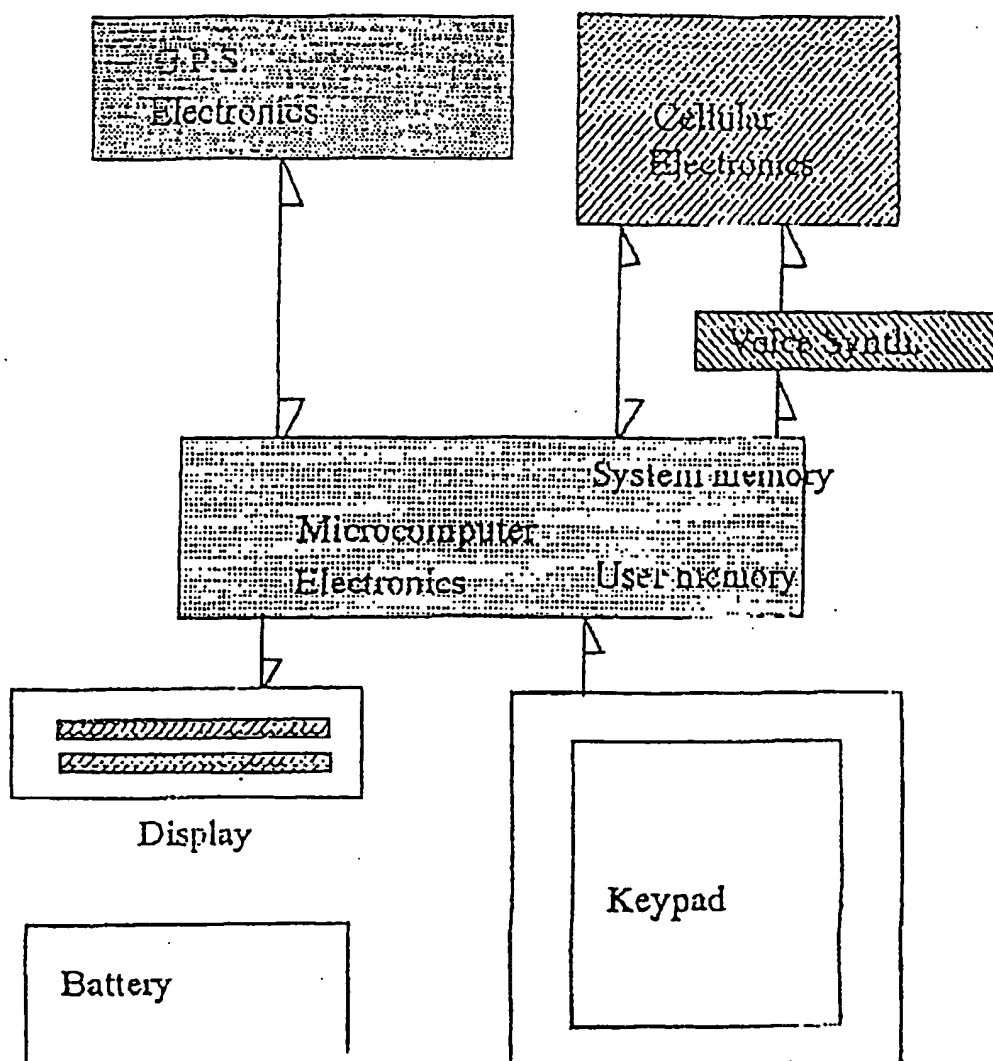 G.P.S.
Electronics
Cellular
Electronics
Voice Synth.
System memory
Microcomputer
Electronics
User memory
Display
Keypad
Battery